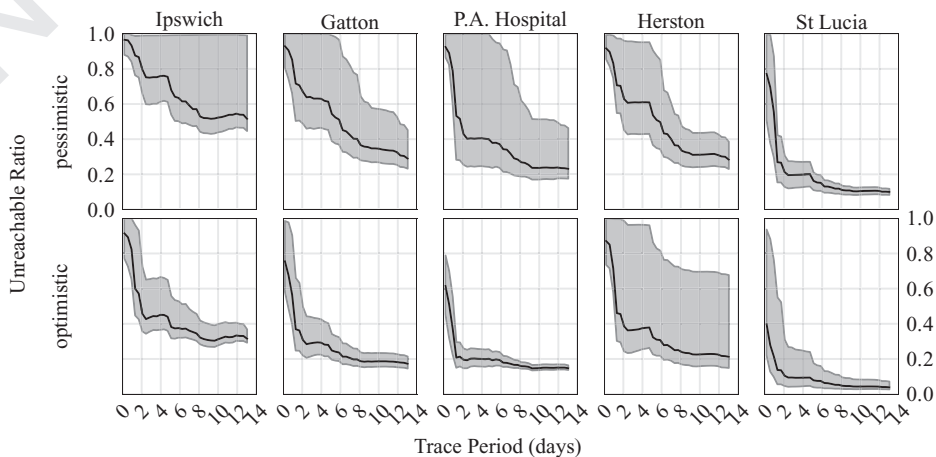 Ipswich Gatton P.A. Hospital Herston St Lucia
Unreachable Ratio
pessimistic
1.0
0.8
0.6
0.4
0.2
0.0
optimistic
1.0
0.8
0.6
0.4
0.2
0.0
0 2 4 6 8 10 12 14 0 2 4 6 8 10 12 14 0 2 4 6 8 10 12 14 0 2 4 6 8 10 12 14 0 2 4 6 8 10 12 14
Trace Period (days)